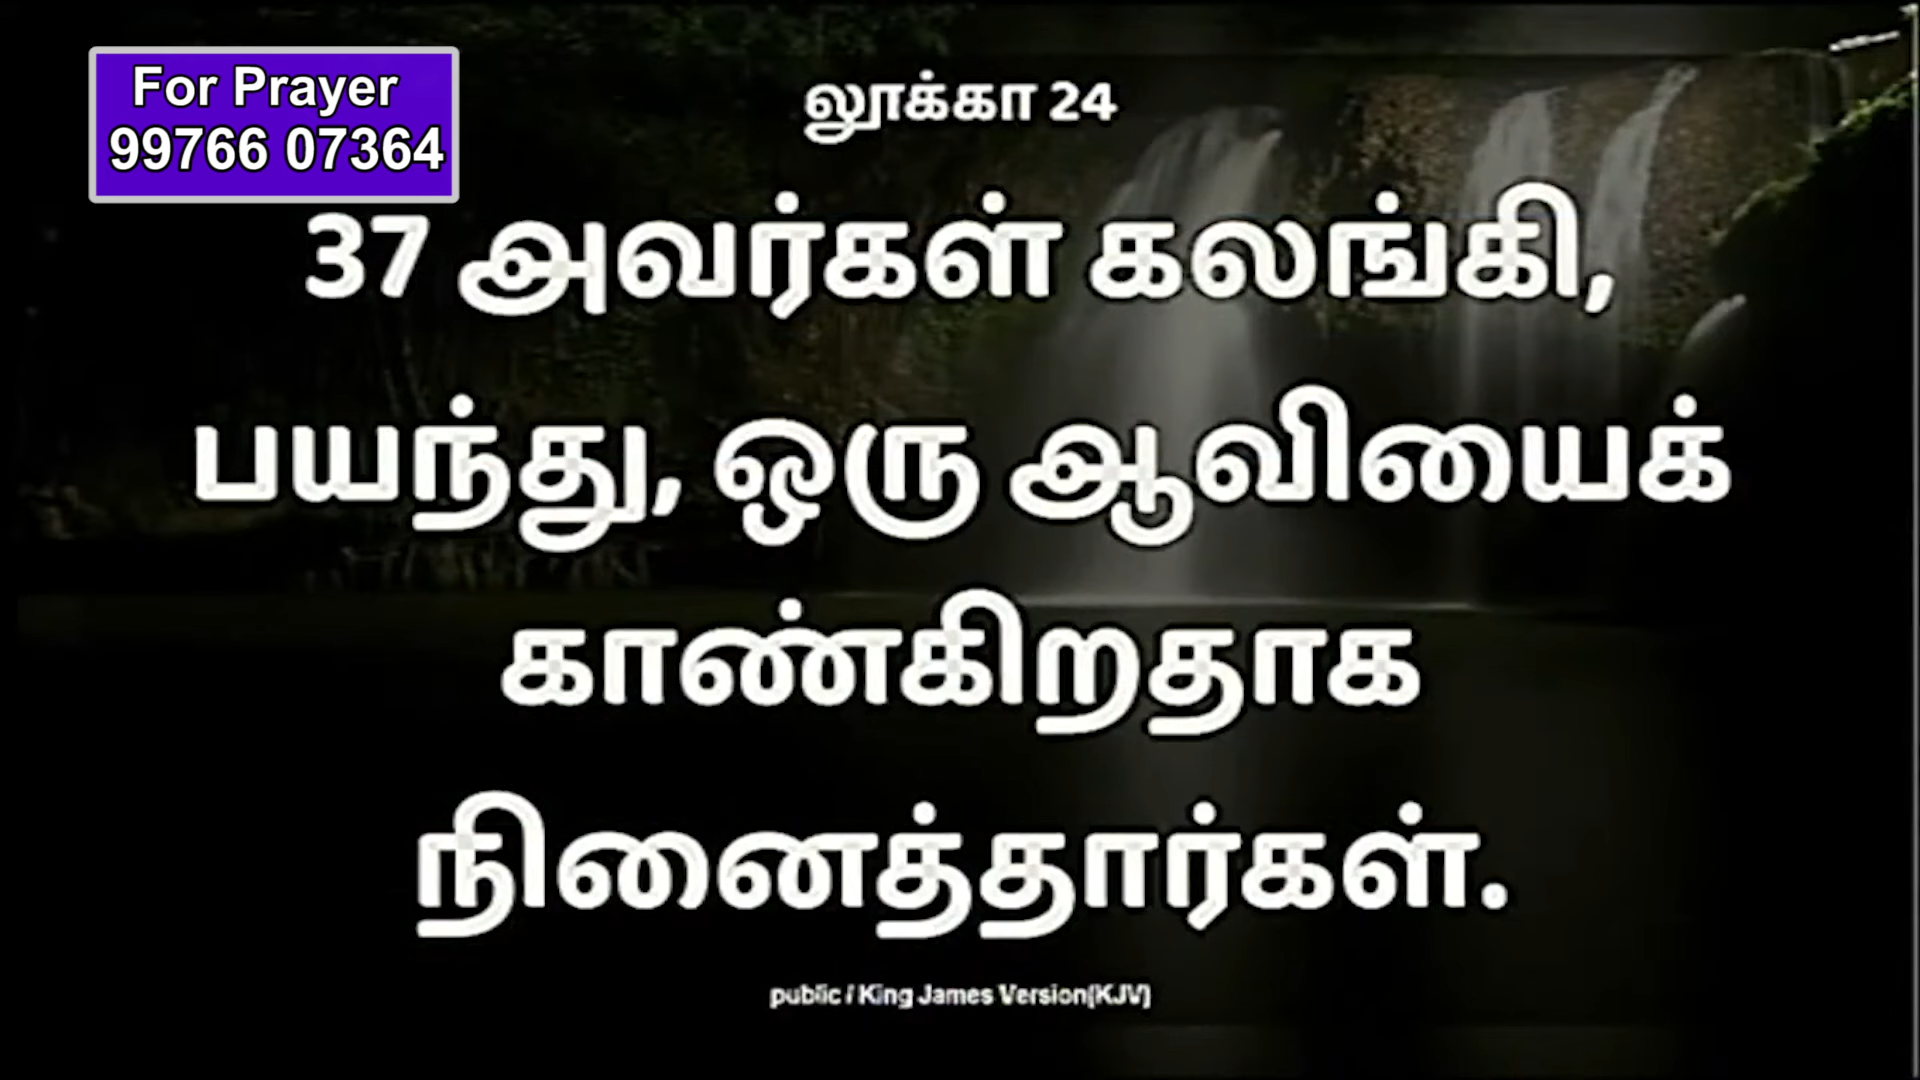 For Prayer
99766 07364
லூக்கா 24
37 அவர்கள் கலங்கி,
பயந்து, ஒரு ஆவியைக்
காண்கிறதாக
நினைத்தார்கள்.
public / King James Version(KJV)